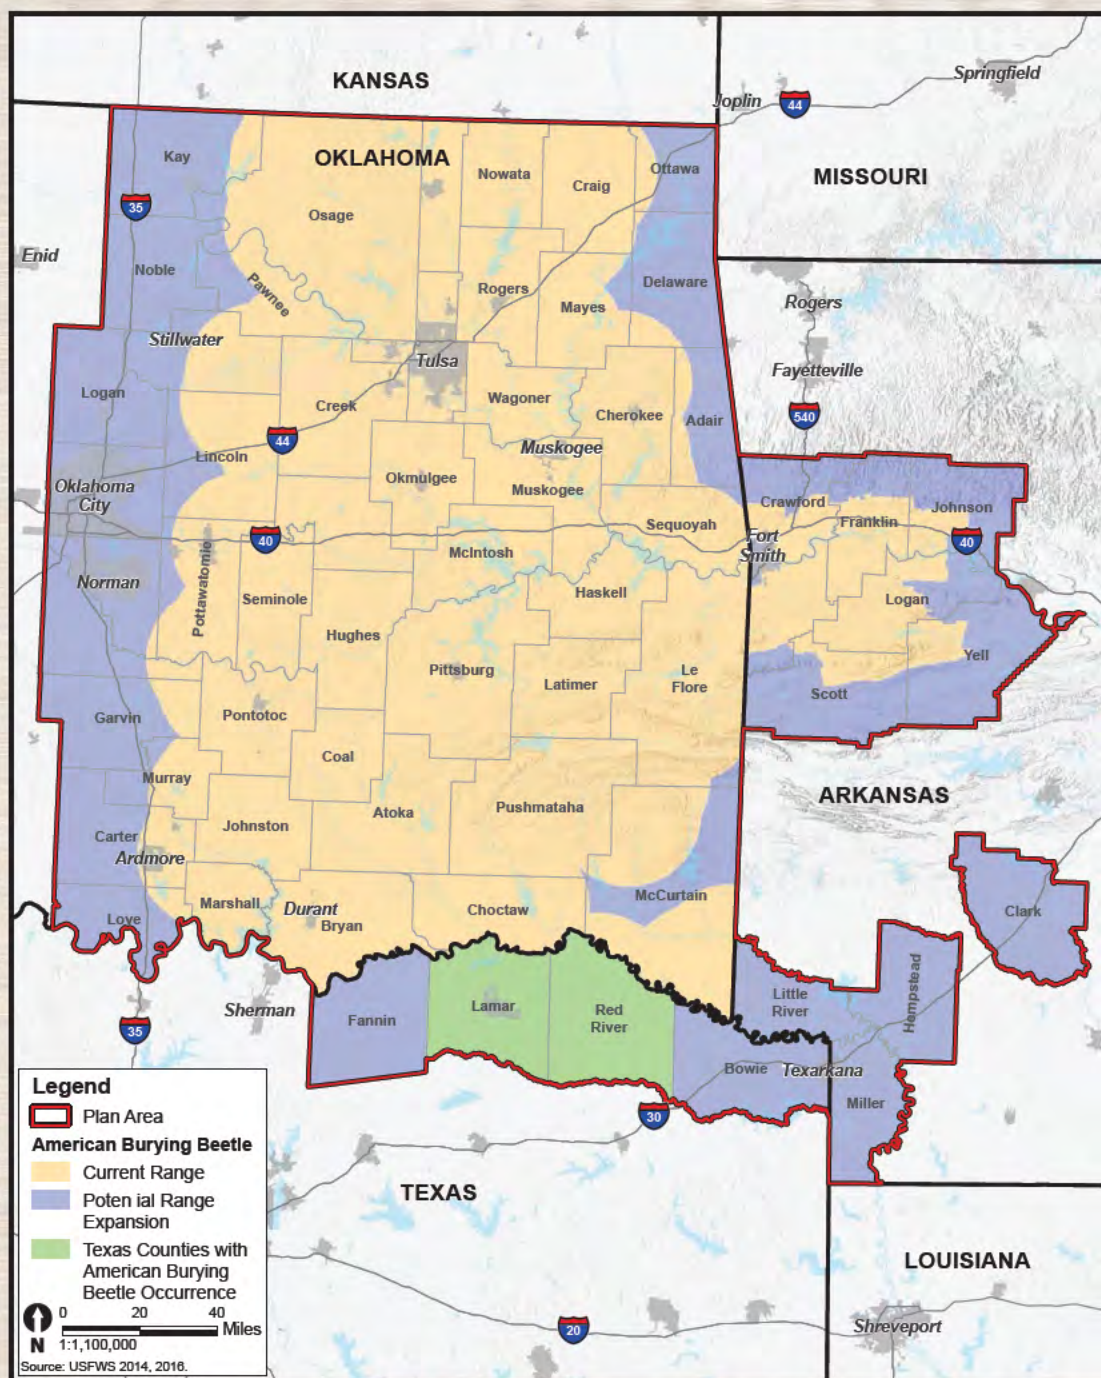 KANSAS
Springfield
Joplin
44
OKLAHOMA
MISSOURI
Kay
Nowata
Craig
Ottawa
35
Osage
Enid
Noble
Pawnee
Rogers
Mayes
Delaware
Rogers
Stillwater
Tulsa
Fayetteville
Logan
Creek
Wagoner
Cherokee
Adair
540
44
Lincoln
Muskogee
Okmulgee
Muskogee
Oklahoma
City
Crawford
Franklin
Johnson
Sequoyah
40
McIntosh
Fort
Smith
40
Norman
Pottawatomie
Seminole
Haskell
Logan
Hughes
Pittsburg
Latimer
Le
Flore
Yell
Scott
Garvin
Pontotoc
Coal
Murray
ARKANSAS
Carter
Johnston
Atoka
Pushmataha
Ardmore
Marshall
Durant
Bryan
Choctaw
McCurtain
Clark
Love
Sherman
Fannin
Lamar
Red
River
Little
River
Hempstead
35
Bowie
Texarkana
Miller
30
TEXAS
LOUISIANA
20
Shreveport
Legend
Plan Area
American Burying Beetle
Current Range
Poten ial Range
Expansion
Texas Counties with
American Burying
Beetle Occurrence
0 20 40
Miles
N
1:1,100,000
Source: USFWS 2014, 2016.